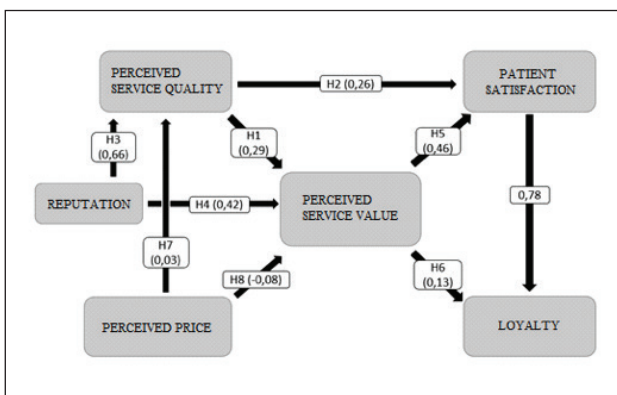 PERCEIVED
SERVICE QUALITY
H2 (0,26)
PATIENT
SATISFACTION
H3
(0,66)
H1
(0,29)
H5
(0,46)
REPUTATION
H4 (0,42)
PERCEIVED
SERVICE VALUE
0,78
H7
(0,03)
H8 (-0,08)
H6
(0,13)
PERCEIVED PRICE
LOYALTY